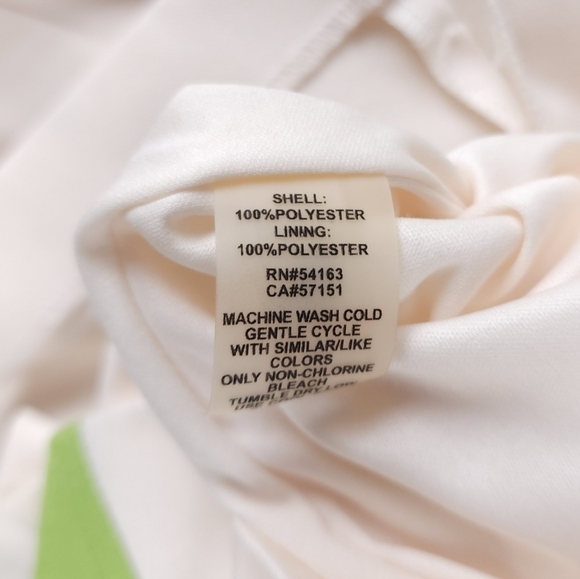 SHELL:
100%POLYESTER
LINING:
100%POLYESTER
RN#54163
CA#57151
MACHINE WASH COLD
GENTLE CYCLE
WITH SIMILAR/LIKE
COLORS
ONLY NON-CHLORINE
BLEACH
TUMBLE DRY LOW
USE